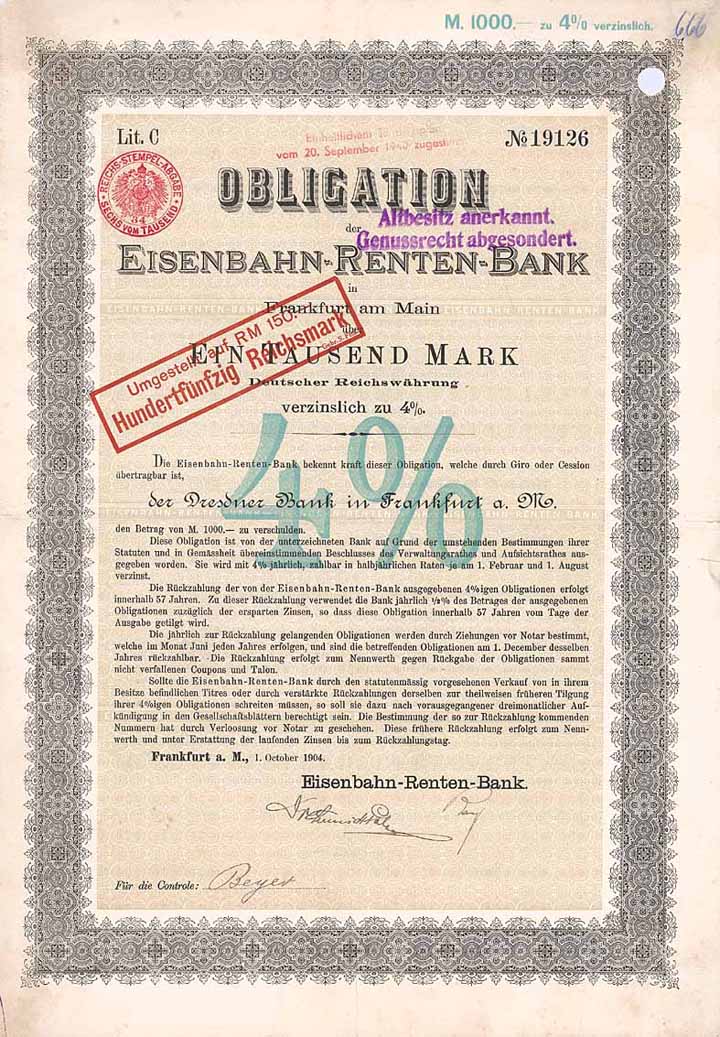 M. 1000.— zu 4% verzinslich.
666
Lit. C
№ 19126
vom 20. September
REICHS-STEMPEL-ABGABE
34
SECHS VOM TAUSEND
OBLIGATION
der
Altbesitz anerkannt.
Genussrecht abgesondert.
EISENBAHN-RENTEN-BANK
in
Frankfurt am Main
über
Umgestellt auf RM 150.-
Hundertfünfzig Reichsmark
EIN TAUSEND MARK
Deutscher Reichswährung
verzinslich zu 4%.
4%
Die Eisenbahn-Renten-Bank bekennt kraft dieser Obligation, welche durch Giro oder Cession
übertragbar ist,
der Dresdner Bank in Frankfurt a. M.
den Betrag von M. 1000.— zu verschulden.
Diese Obligation ist von der unterzeichneten Bank auf Grund der umstehenden Bestimmungen ihrer
Statuten und in Gemässheit übereinstimmenden Beschlusses des Verwaltungsrathes und Aufsichtsrathes aus-
gegeben worden. Sie wird mit 4% jährlich, zahlbar in halbjährlichen Raten je am 1. Februar und 1. August
verzinst.
Die Rückzahlung der von der Eisenbahn-Renten-Bank ausgegebenen 4%igen Obligationen erfolgt
innerhalb 57 Jahren. Zu dieser Rückzahlung verwendet die Bank jährlich ½% des Betrages der ausgegebenen
Obligationen zuzüglich der ersparten Zinsen, so dass diese Obligation innerhalb 57 Jahren vom Tage der
Ausgabe getilgt wird.
Die jährlich zur Rückzahlung gelangenden Obligationen werden durch Ziehungen vor Notar bestimmt,
welche im Monat Juni jeden Jahres erfolgen, und sind die betreffenden Obligationen am 1. December desselben
Jahres rückzahlbar. Die Rückzahlung erfolgt zum Nennwerth gegen Rückgabe der Obligationen sammt
nicht verfallenen Coupons und Talon.
Sollte die Eisenbahn-Renten-Bank durch den statutenmässig vorgesehenen Verkauf von in ihrem
Besitze befindlichen Titres oder durch verstärkte Rückzahlungen derselben zur theilweisen früheren Tilgung
ihrer 4%igen Obligationen schreiten müssen, so soll sie dazu nach vorausgegangener dreimonatlicher Auf-
kündigung in den Gesellschaftsblättern berechtigt sein. Die Bestimmung der so zur Rückzahlung kommenden
Nummern hat durch Verloosung vor Notar zu geschehen. Diese frühere Rückzahlung erfolgt zum Nenn-
werth und unter Erstattung der laufenden Zinsen bis zum Rückzahlungstag.
Frankfurt a. M., 1. October 1904.
Eisenbahn-Renten-Bank.
Für die Controle: Beyer